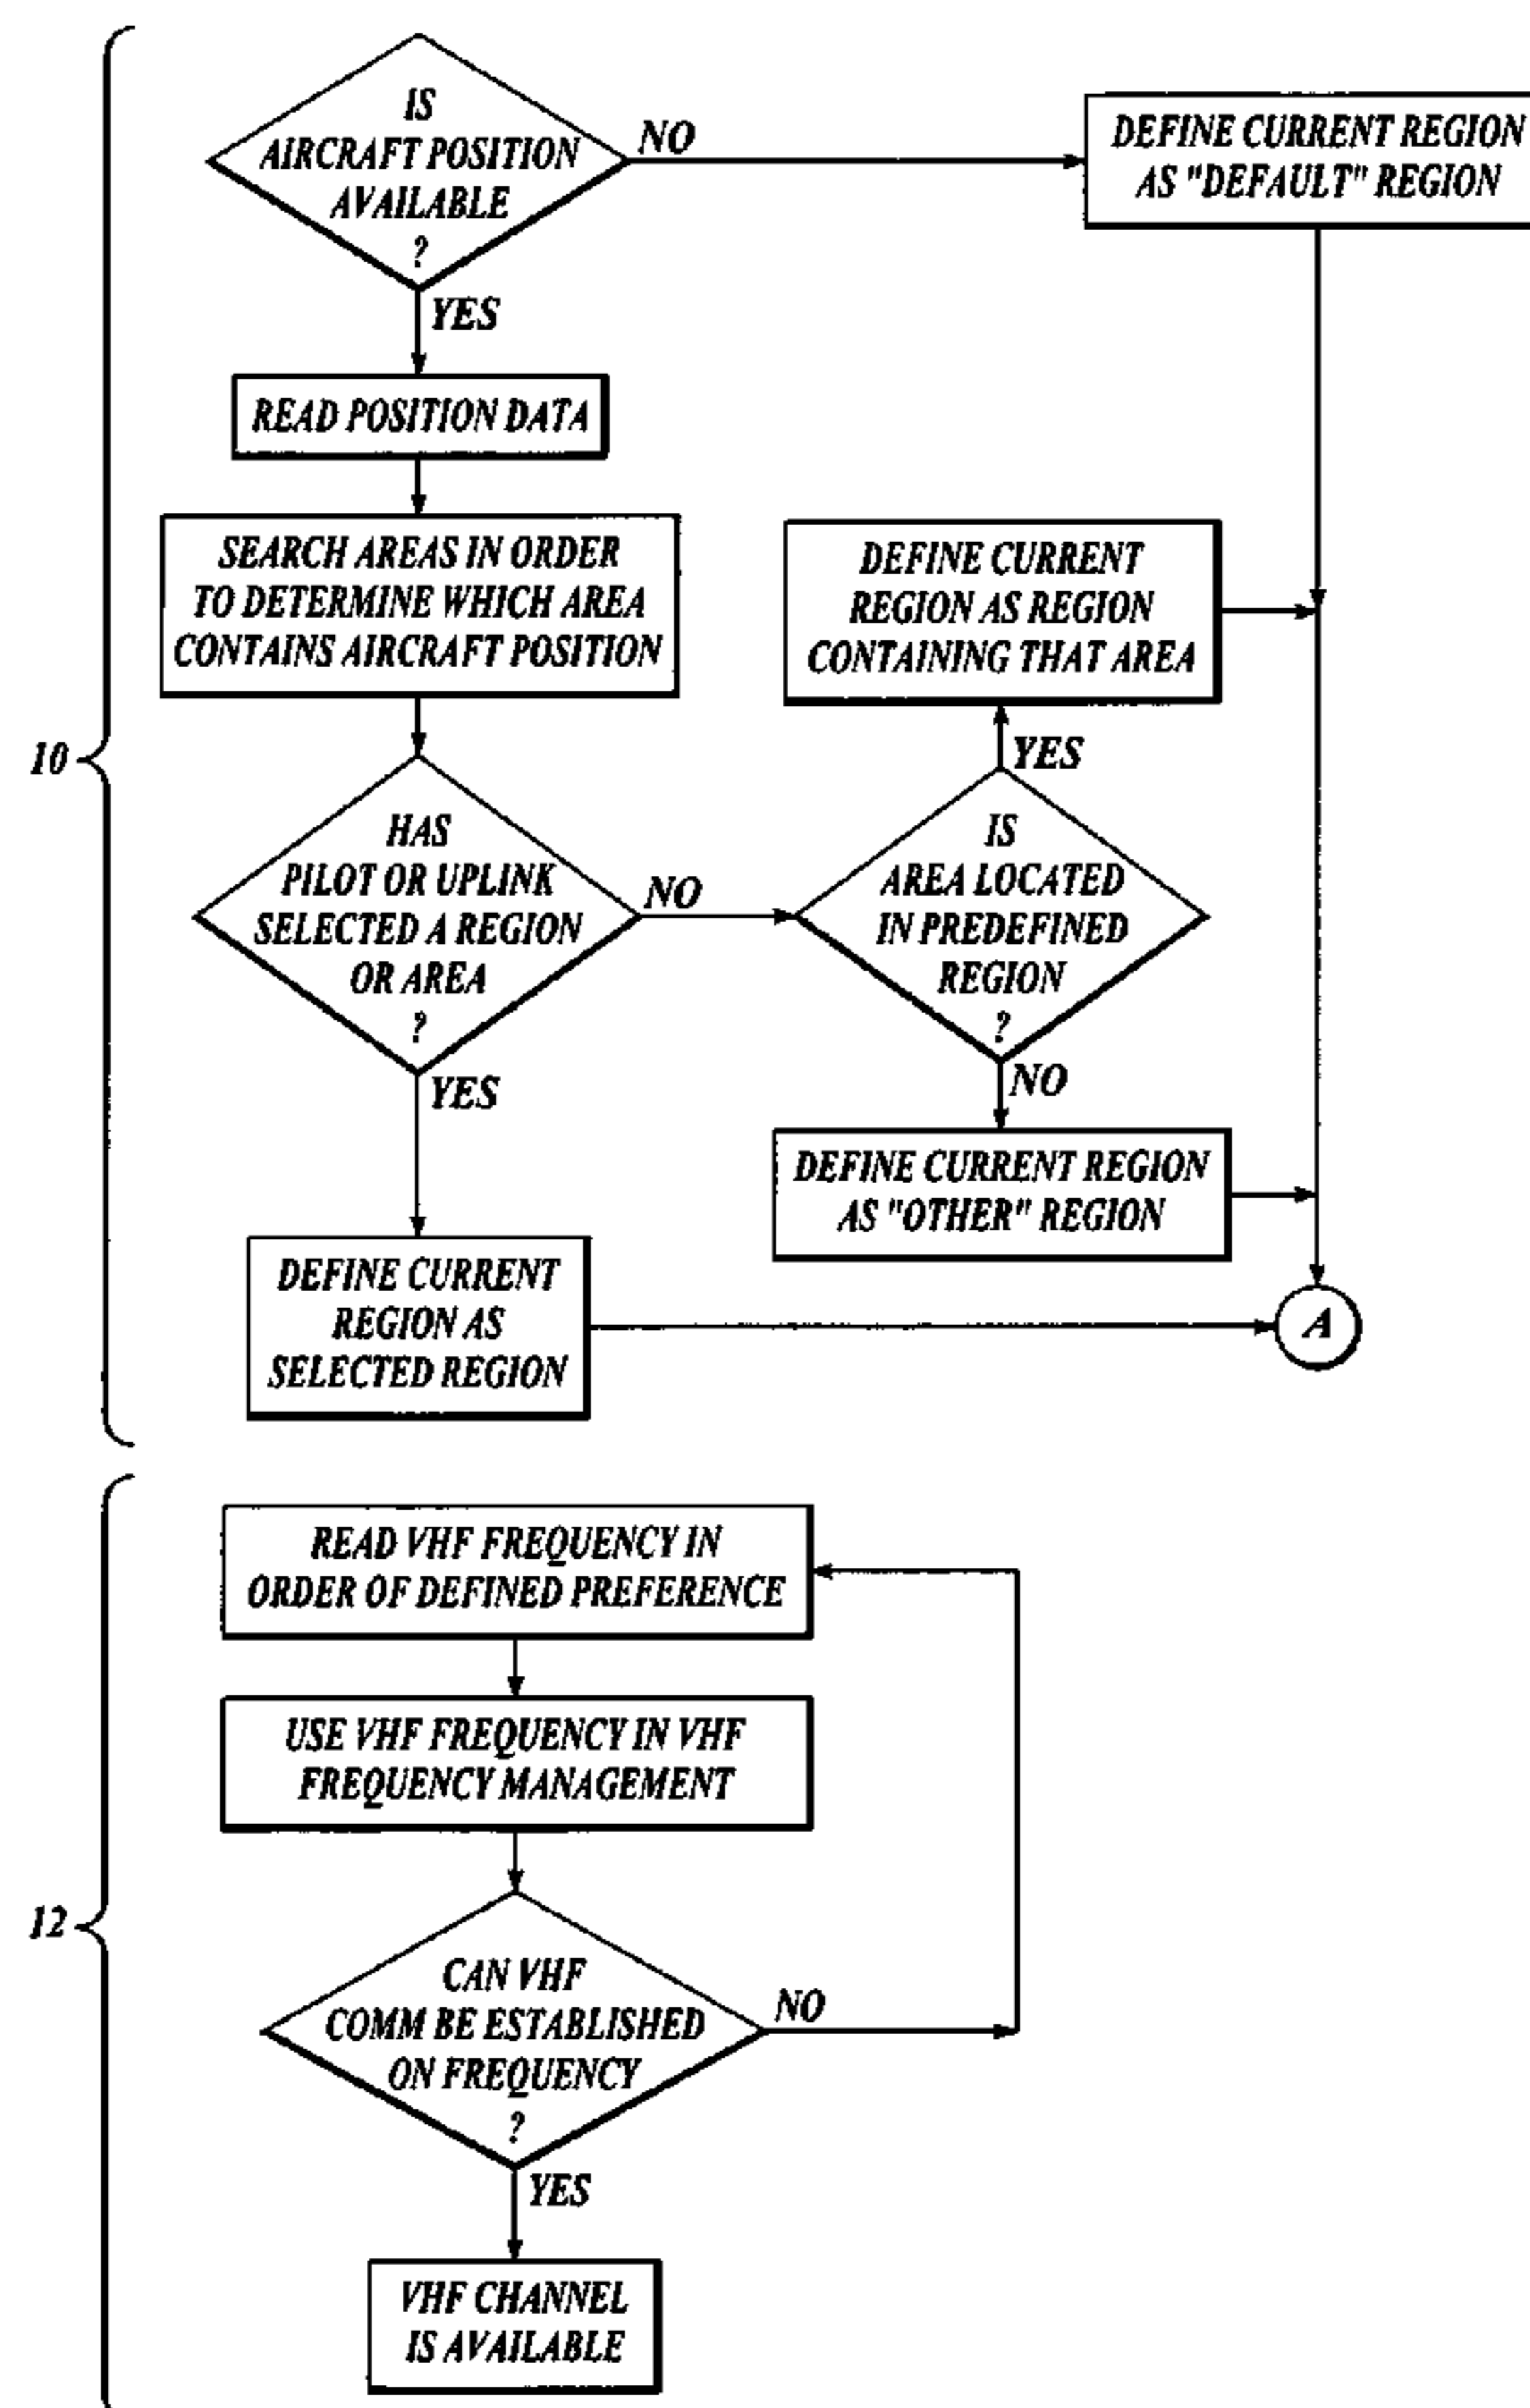 IS
AIRCRAFT POSITION
AVAILABLE
?
NO
DEFINE CURRENT REGION
AS "DEFAULT" REGION
YES
READ POSITION DATA
SEARCH AREAS IN ORDER
TO DETERMINE WHICH AREA
CONTAINS AIRCRAFT POSITION
DEFINE CURRENT
REGION AS REGION
CONTAINING THAT AREA
10
YES
HAS
PILOT OR UPLINK
SELECTED A REGION
OR AREA
?
NO
IS
AREA LOCATED
IN PREDEFINED
REGION
?
YES
NO
DEFINE CURRENT REGION
AS "OTHER" REGION
DEFINE CURRENT
REGION AS
SELECTED REGION
A
READ VHF FREQUENCY IN
ORDER OF DEFINED PREFERENCE
USE VHF FREQUENCY IN VHF
FREQUENCY MANAGEMENT
12
CAN VHF
COMM BE ESTABLISHED
ON FREQUENCY
?
NO
YES
VHF CHANNEL
IS AVAILABLE